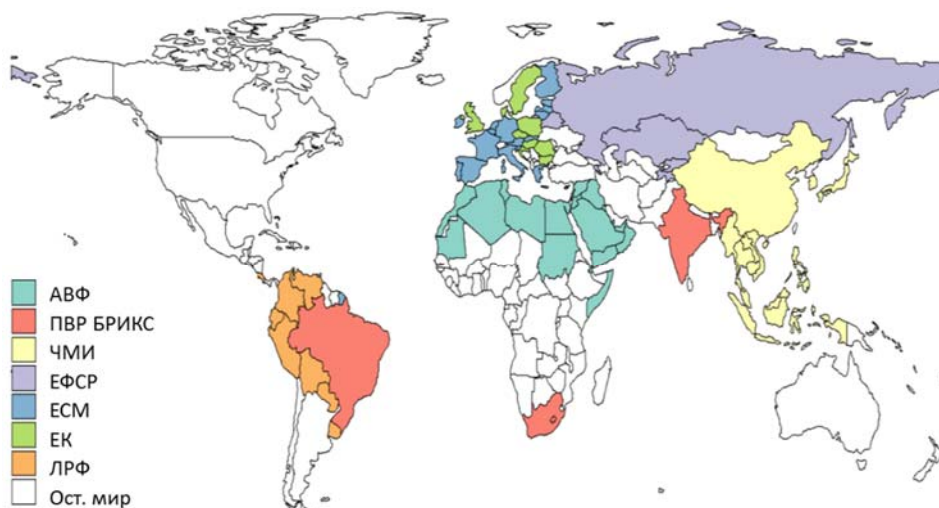 АВФ
ПВР БРИКС
ЧМИ
ЕФСР
ЕСМ
ЕК
ЛРФ
Ост. мир